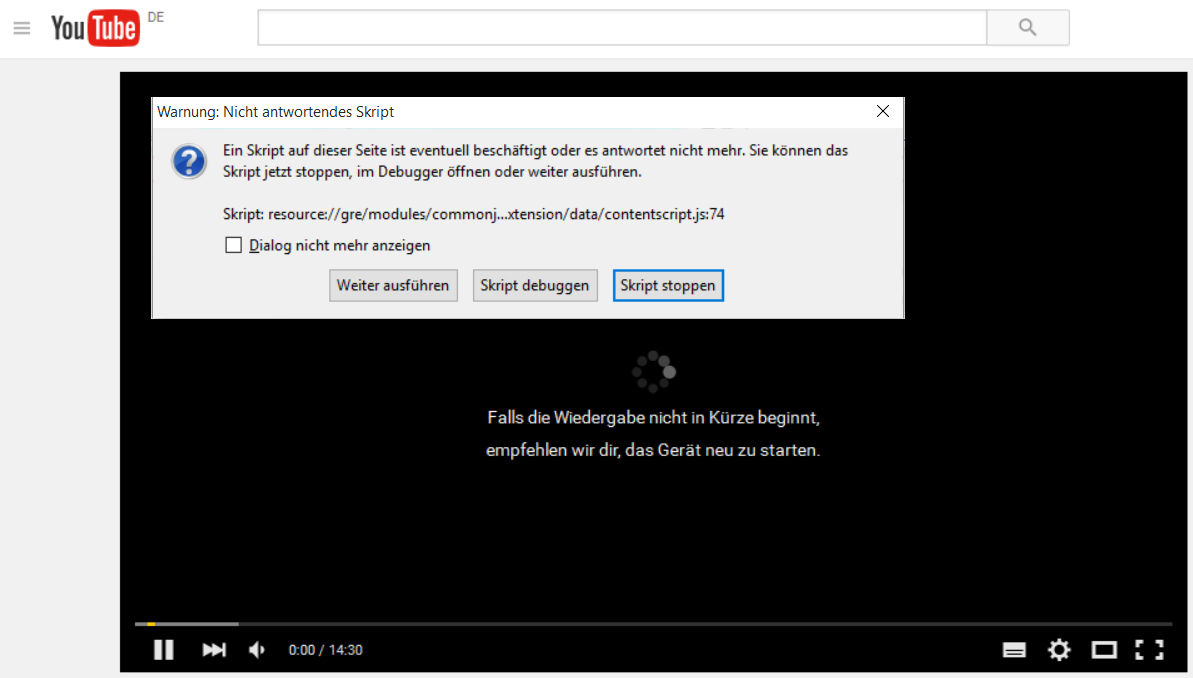 YouTube DE
Warnung: Nicht antwortendes Skript
Ein Skript auf dieser Seite ist eventuell beschäftigt oder es antwortet nicht mehr. Sie können das
Skript jetzt stoppen, im Debugger öffnen oder weiter ausführen.
Skript: resource://gre/modules/commonj...xtension/data/contentscript.js:74
Dialog nicht mehr anzeigen
Weiter ausführen Skript debuggen Skript stoppen
Falls die Wiedergabe nicht in Kürze beginnt,
empfehlen wir dir, das Gerät neu zu starten.
0:00 / 14:30